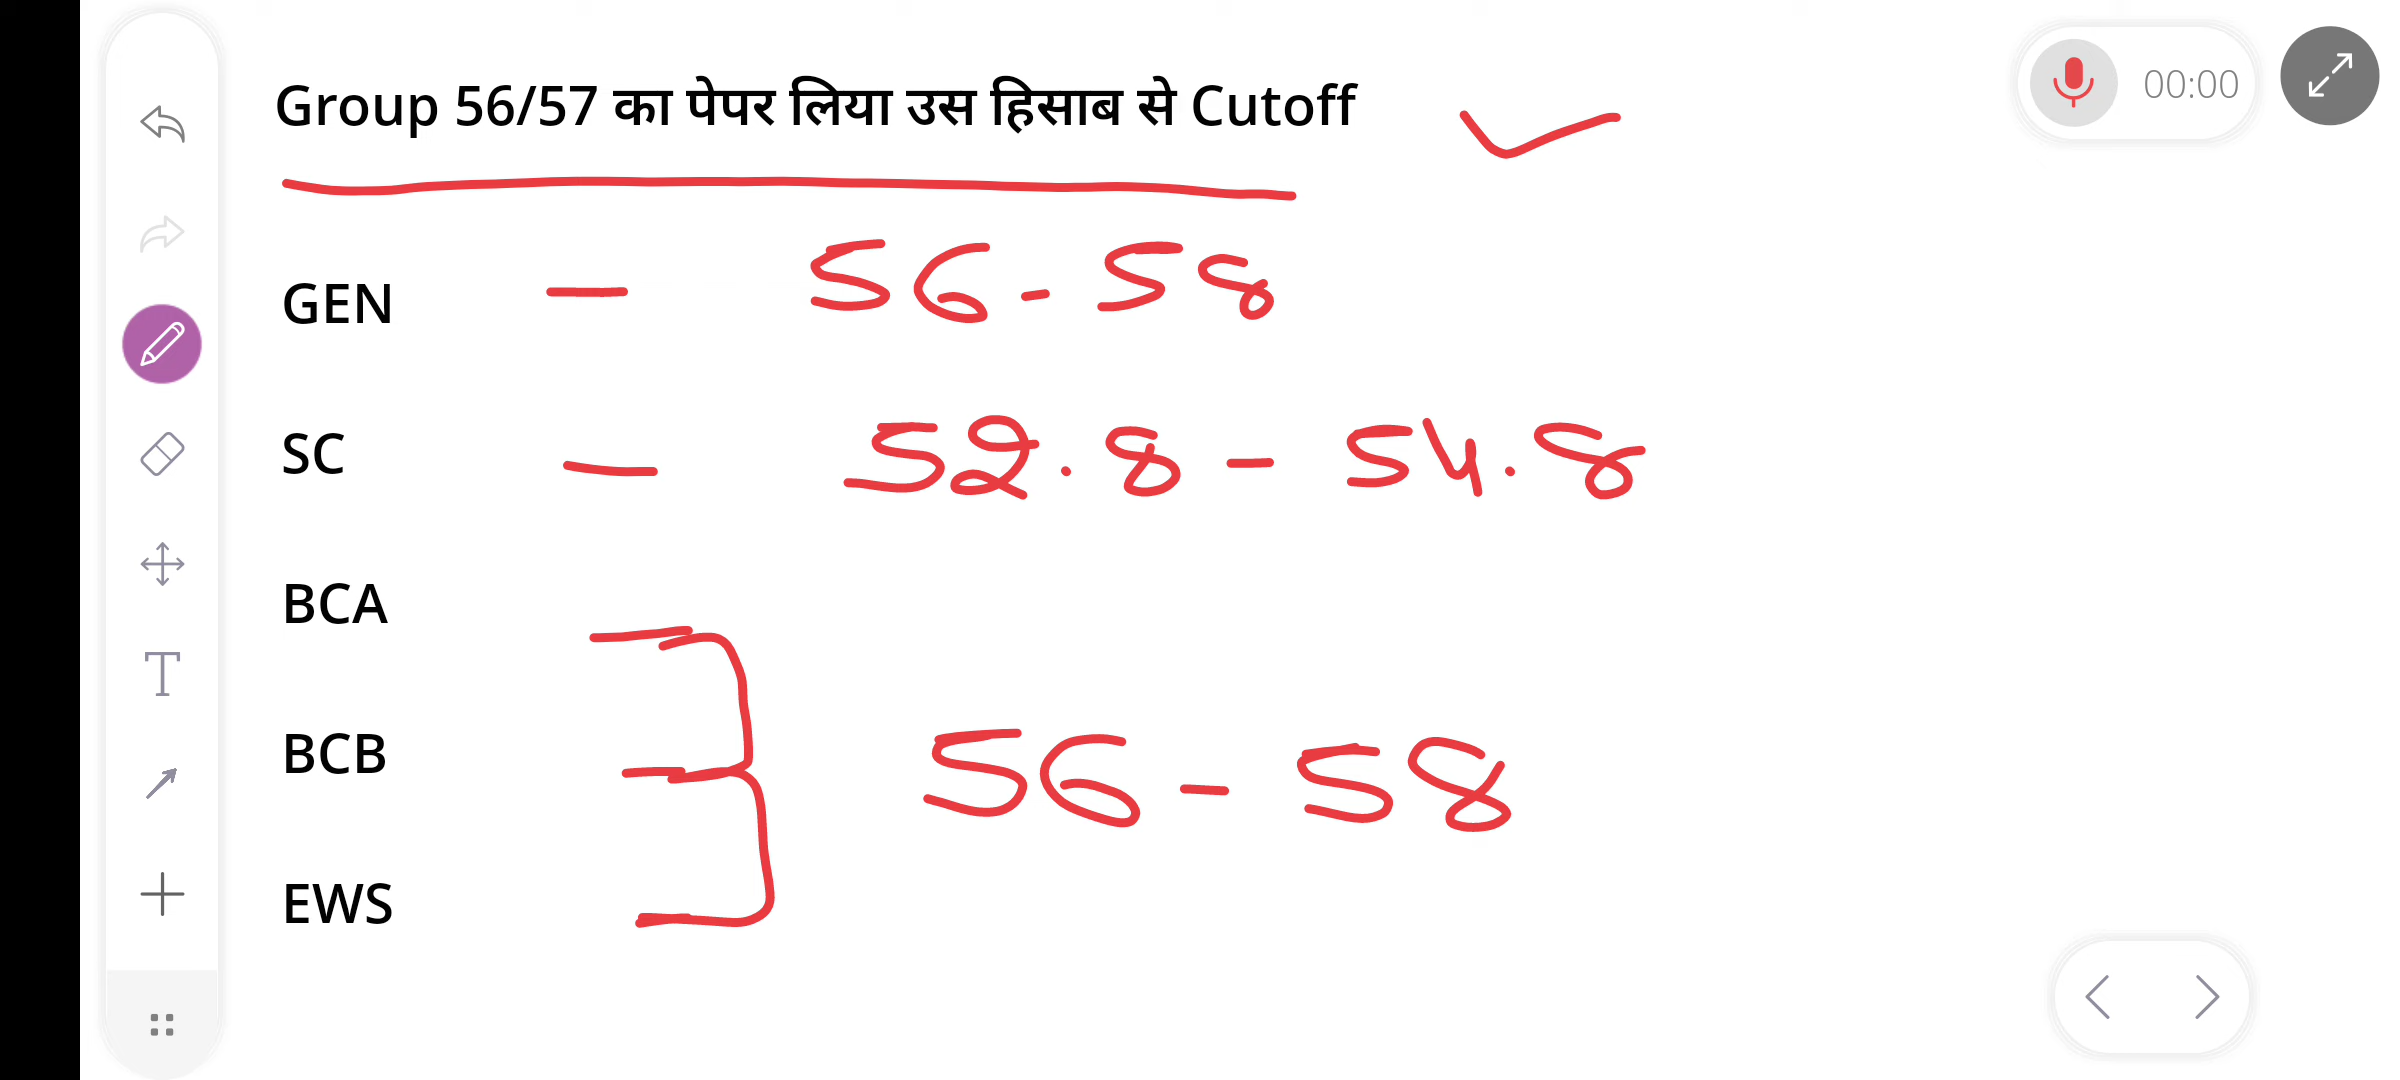 Group 56/57 का पेपर लिया उस हिसाब से Cutoff
00:00
GEN - 56-58
SC - 52.8-54.8
BCA
BCB 56-58
EWS
T